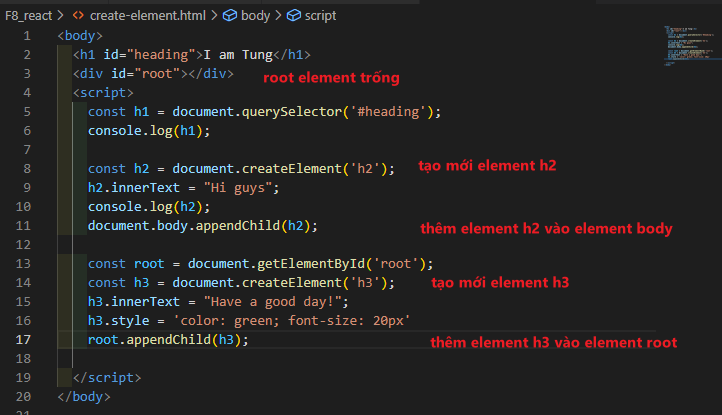 F8_react > create-element.html > body > script
1 <body>
2 <h1 id="heading">I am Tung</h1>
3 <div id="root"></div> root element trống
4 <script>
5 const h1 = document.querySelector('#heading');
6 console.log(h1);
7
8 const h2 = document.createElement('h2'); tạo mới element h2
9 h2.innerText = "Hi guys";
10 console.log(h2);
11 document.body.appendChild(h2); thêm element h2 vào element body
12
13 const root = document.getElementById('root');
14 const h3 = document.createElement('h3'); tạo mới element h3
15 h3.innerText = "Have a good day!";
16 h3.style = 'color: green; font-size: 20px'
17 root.appendChild(h3); thêm element h3 vào element root
18
19 </script>
20 </body>